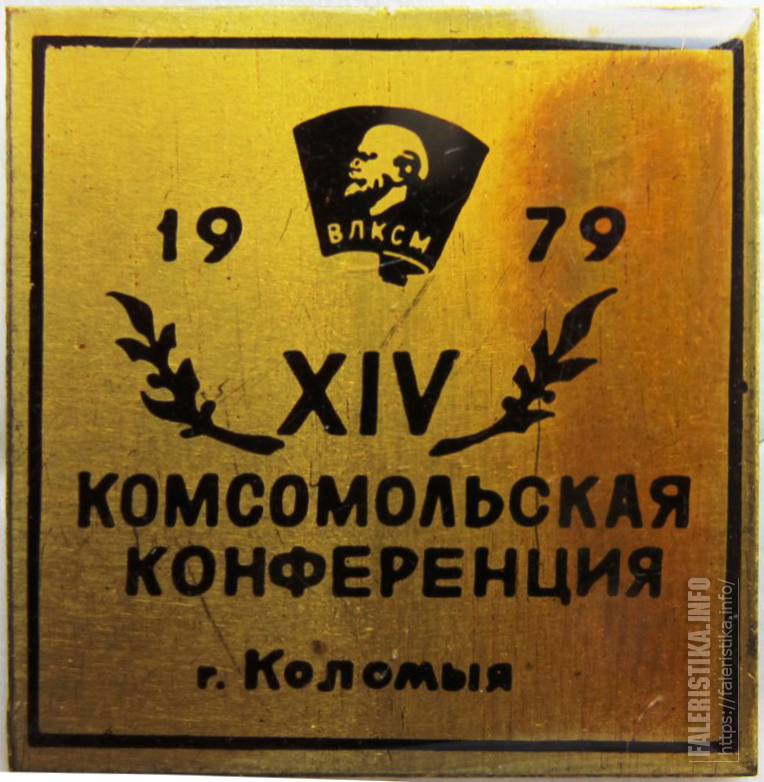 ВЛКСМ
19 79
XIV
КОМСОМОЛЬСКАЯ
КОНФЕРЕНЦИЯ
г. Коломыя
FALERISTIKA.INFO
https://faleristika.info/